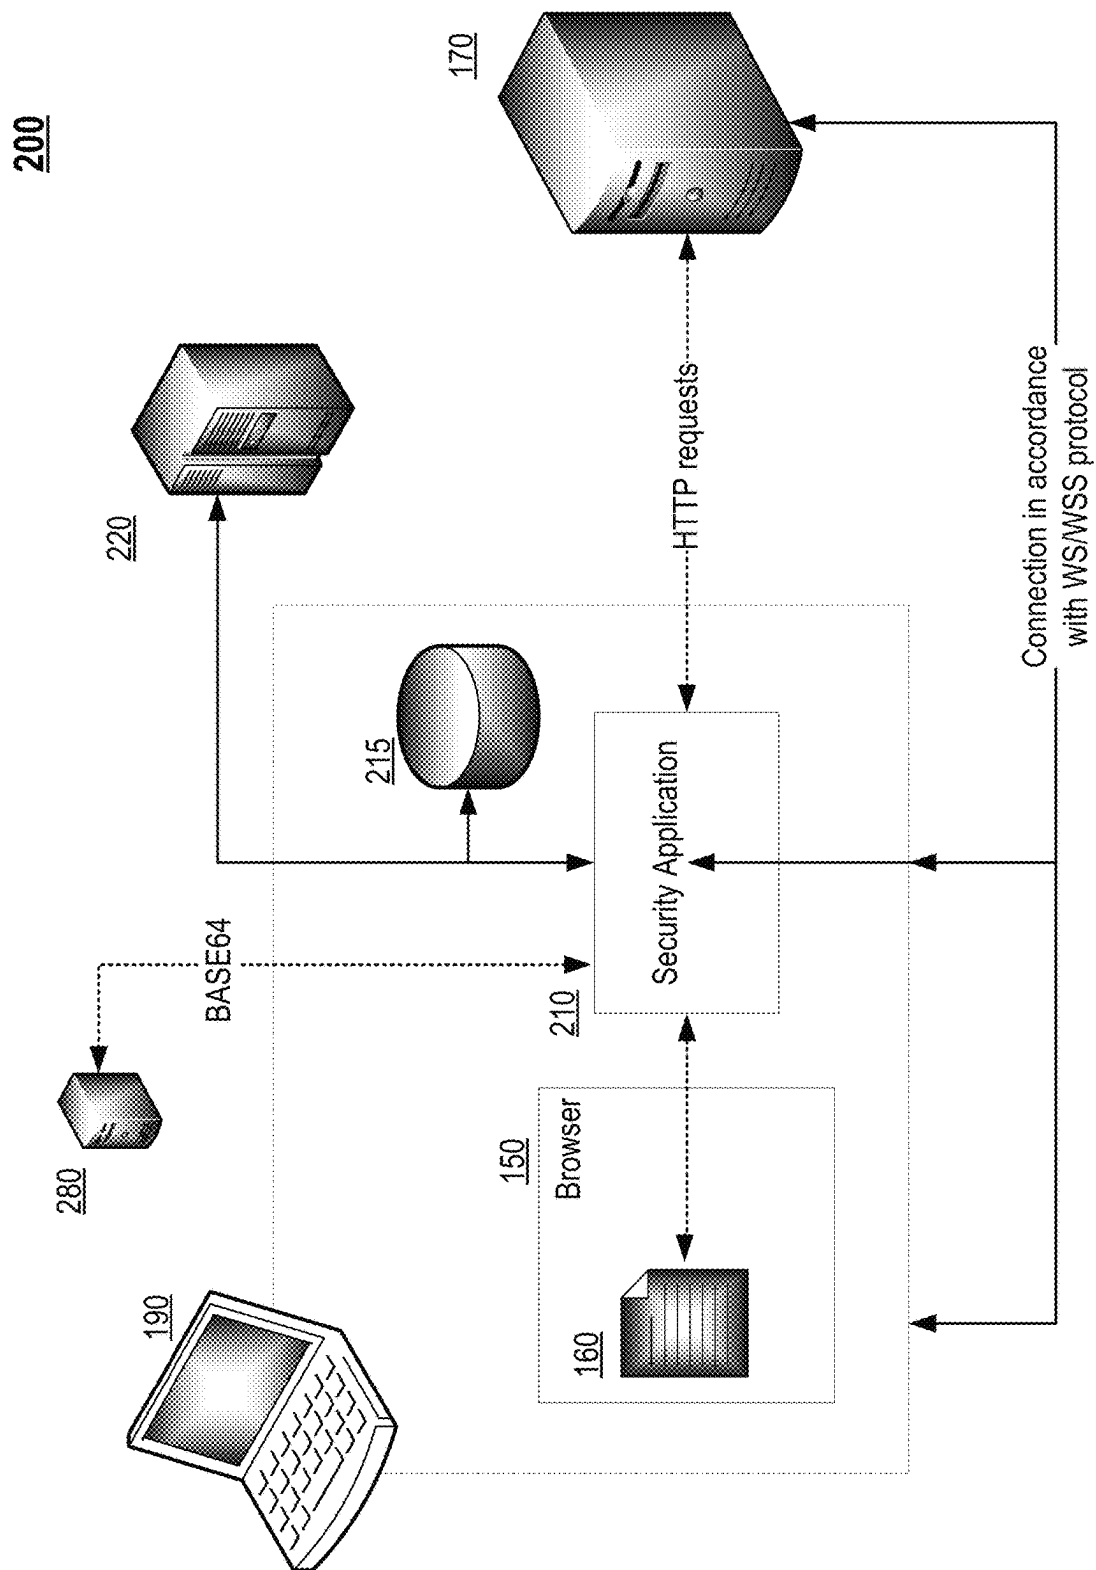 200
190
280
BASE64
220
170
215
150
Browser
160
210
Security Application
HTTP requests
Connection in accordance
with WS/WSS protocol